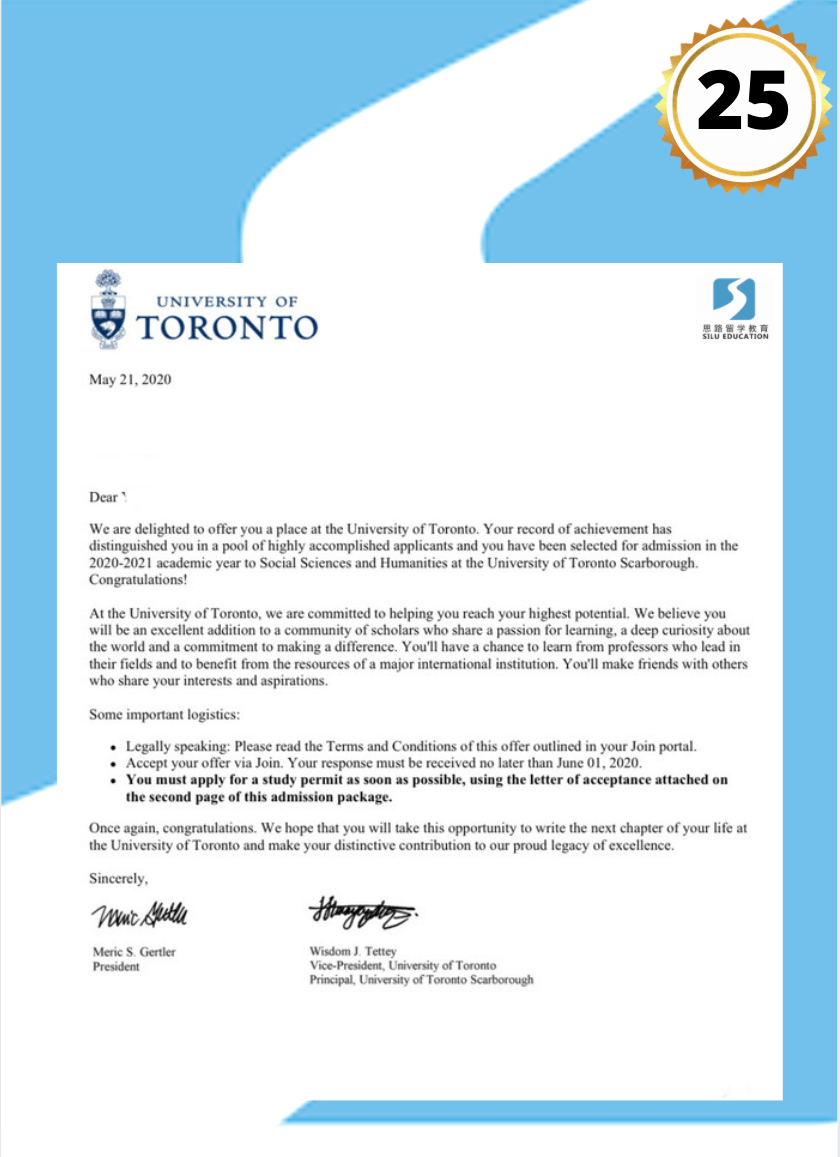 25
UNIVERSITY OF
TORONTO
思路留学教育
SILU EDUCATION
May 21, 2020
Dear
We are delighted to offer you a place at the University of Toronto. Your record of achievement has
distinguished you in a pool of highly accomplished applicants and you have been selected for admission in the
2020-2021 academic year to Social Sciences and Humanities at the University of Toronto Scarborough.
Congratulations!
At the University of Toronto, we are committed to helping you reach your highest potential. We believe you
will be an excellent addition to a community of scholars who share a passion for learning, a deep curiosity about
the world and a commitment to making a difference. You'll have a chance to learn from professors who lead in
their fields and to benefit from the resources of a major international institution. You'll make friends with others
who share your interests and aspirations.
Some important logistics:
• Legally speaking: Please read the Terms and Conditions of this offer outlined in your Join portal.
• Accept your offer via Join. Your response must be received no later than June 01, 2020.
• You must apply for a study permit as soon as possible, using the letter of acceptance attached on
the second page of this admission package.
Once again, congratulations. We hope that you will take this opportunity to write the next chapter of your life at
the University of Toronto and make your distinctive contribution to our proud legacy of excellence.
Sincerely,
Meric S. Gertler
President
Wisdom J. Tettey
Vice-President, University of Toronto
Principal, University of Toronto Scarborough